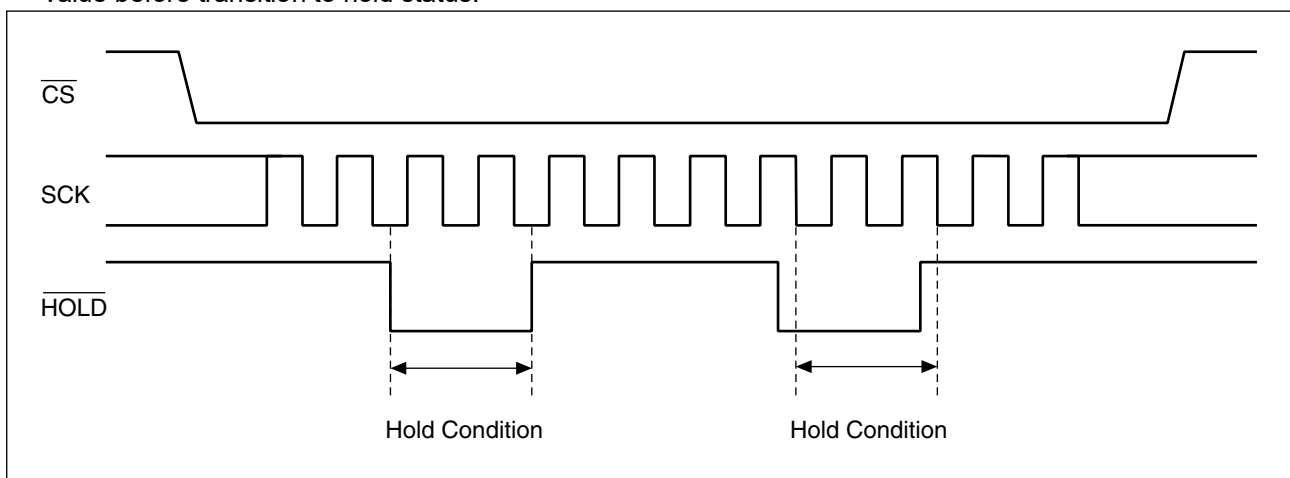 value before transition to hold status.
CS
SCK
HOLD
Hold Condition
Hold Condition